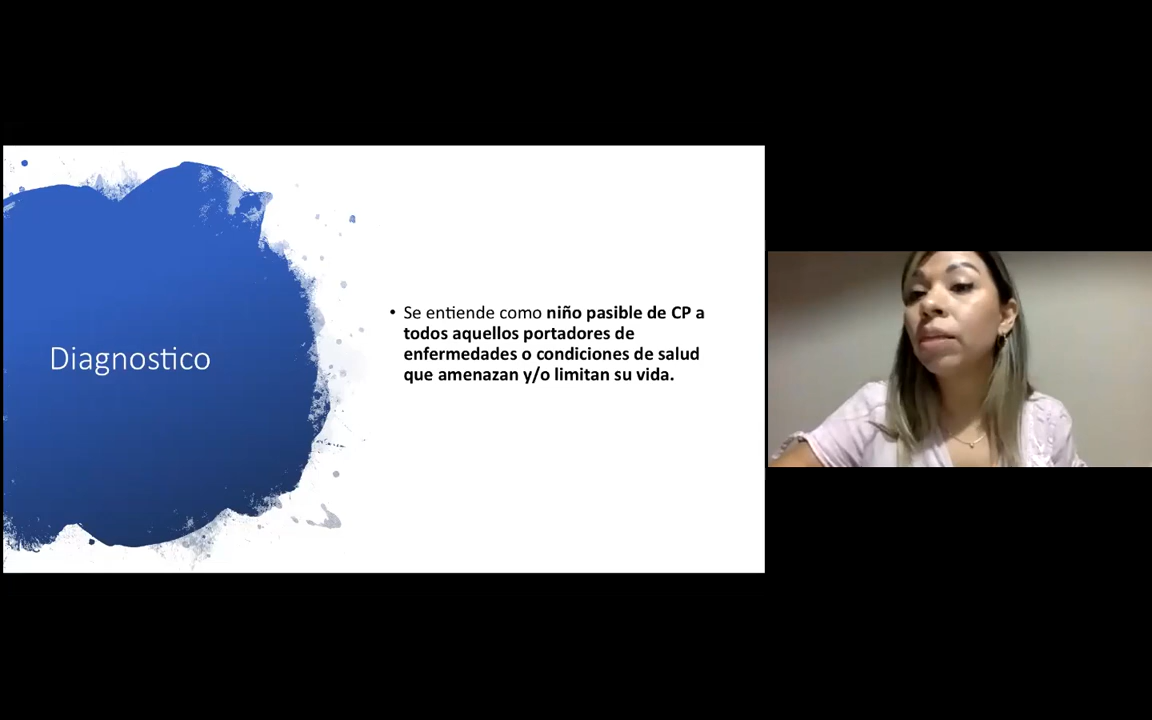 Diagnostico
• Se entiende como niño pasible de CP a
todos aquellos portadores de
enfermedades o condiciones de salud
que amenazan y/o limitan su vida.